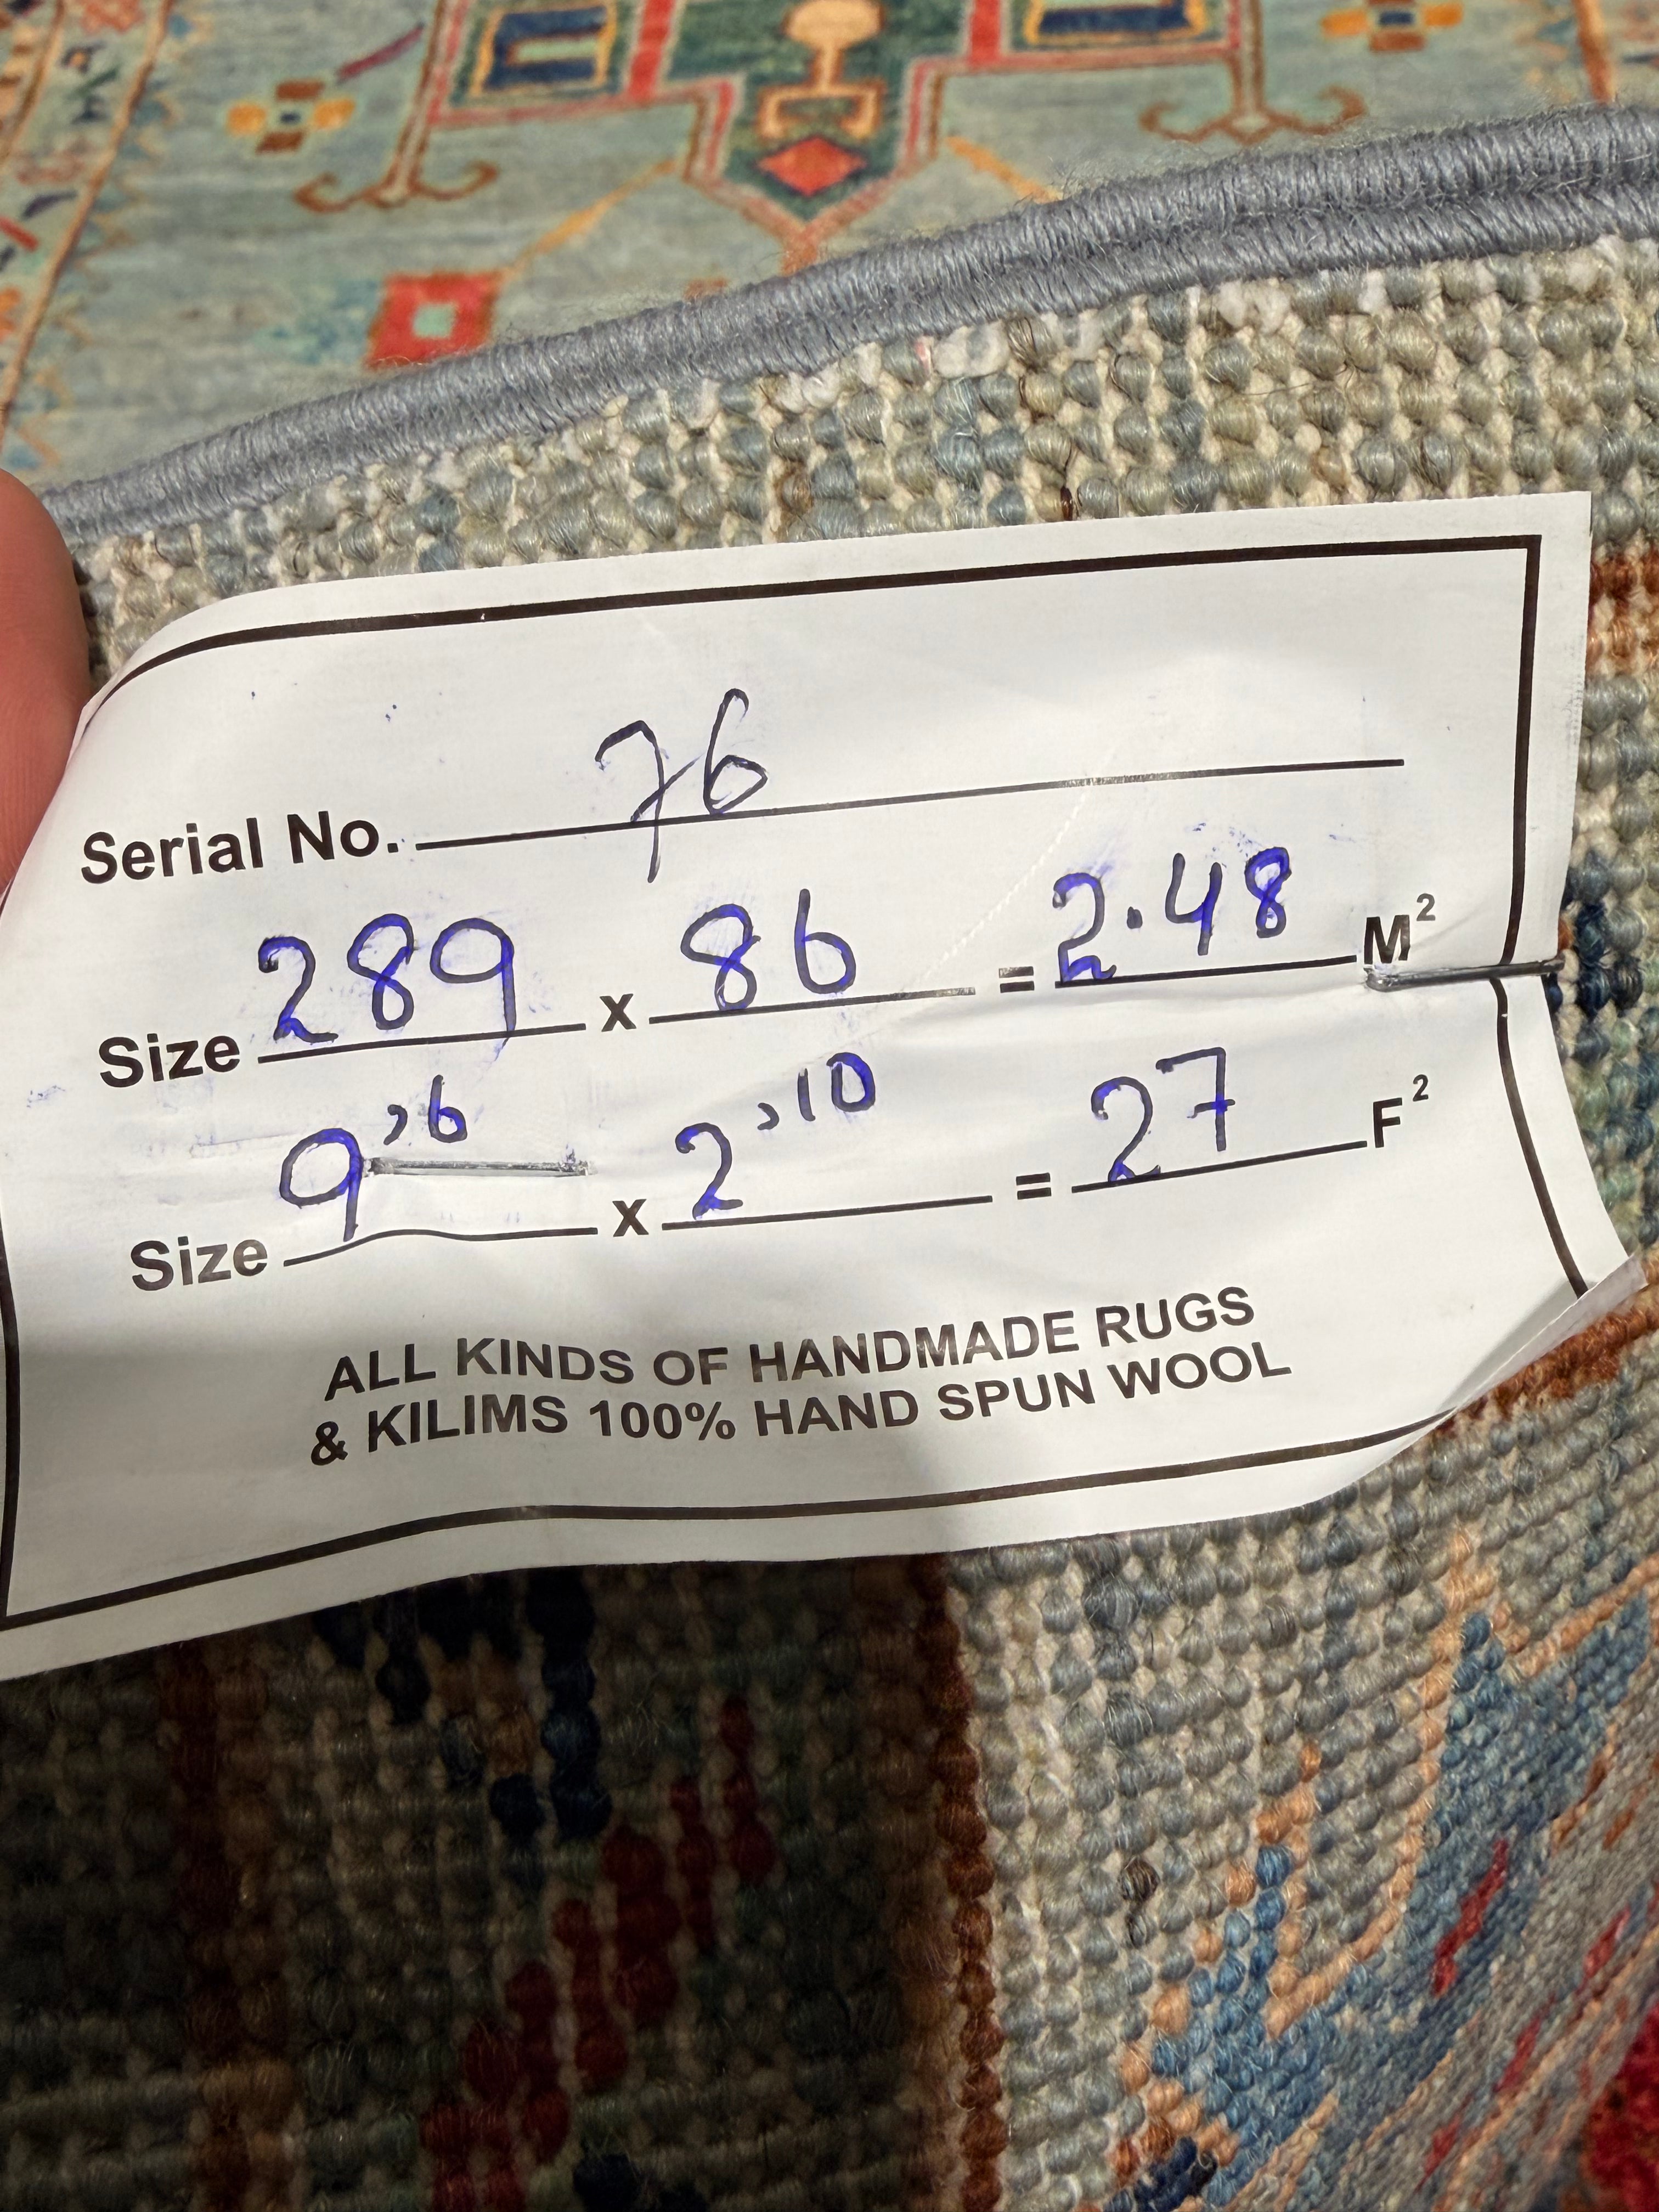 Serial No. 76
Size 289 x 86 = 2.48 M²
Size 9'6 x 2'10 = 27 F²
ALL KINDS OF HANDMADE RUGS
& KILIMS 100% HAND SPUN WOOL